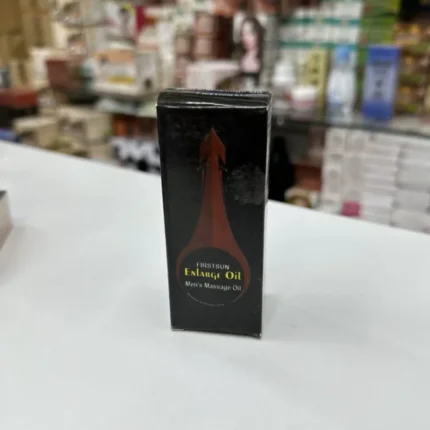 FIRSTSUN
Enlarge Oil
Men's Massage Oil